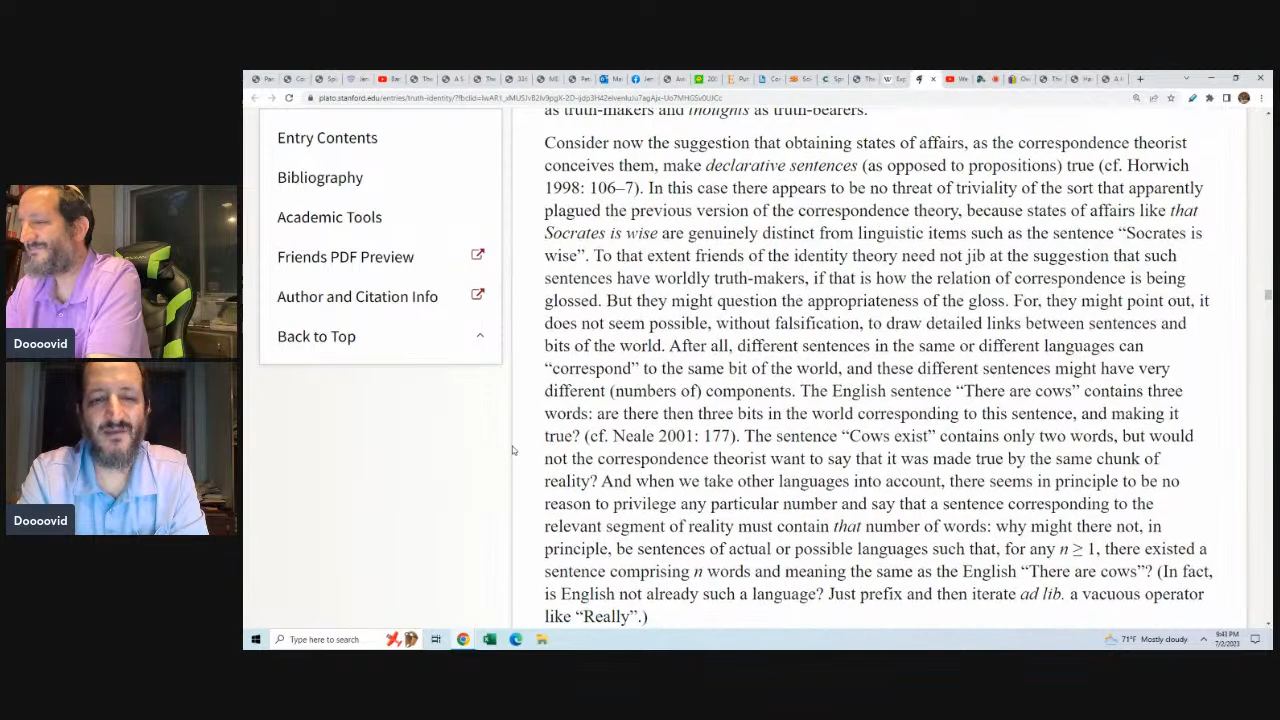 plato.stanford.edu/entries/truth-identity/
as truth-makers and thoughts as truth-bearers.
Entry Contents
Bibliography
Academic Tools
Friends PDF Preview
Author and Citation Info
Back to Top
Consider now the suggestion that obtaining states of affairs, as the correspondence theorist
conceives them, make declarative sentences (as opposed to propositions) true (cf. Horwich
1998: 106–7). In this case there appears to be no threat of triviality of the sort that apparently
plagued the previous version of the correspondence theory, because states of affairs like that
Socrates is wise are genuinely distinct from linguistic items such as the sentence “Socrates is
wise”. To that extent friends of the identity theory need not jib at the suggestion that such
sentences have worldly truth-makers, if that is how the relation of correspondence is being
glossed. But they might question the appropriateness of the gloss. For, they might point out, it
does not seem possible, without falsification, to draw detailed links between sentences and
bits of the world. After all, different sentences in the same or different languages can
“correspond” to the same bit of the world, and these different sentences might have very
different (numbers of) components. The English sentence “There are cows” contains three
words: are there then three bits in the world corresponding to this sentence, and making it
true? (cf. Neale 2001: 177). The sentence “Cows exist” contains only two words, but would
not the correspondence theorist want to say that it was made true by the same chunk of
reality? And when we take other languages into account, there seems in principle to be no
reason to privilege any particular number and say that a sentence corresponding to the
relevant segment of reality must contain that number of words: why might there not, in
principle, be sentences of actual or possible languages such that, for any n ≥ 1, there existed a
sentence comprising n words and meaning the same as the English “There are cows”? (In fact,
is English not already such a language? Just prefix and then iterate ad lib. a vacuous operator
like “Really”.)
Doooovid
Doooovid
Type here to search
71°F Mostly cloudy
9:43 PM
7/2/2023